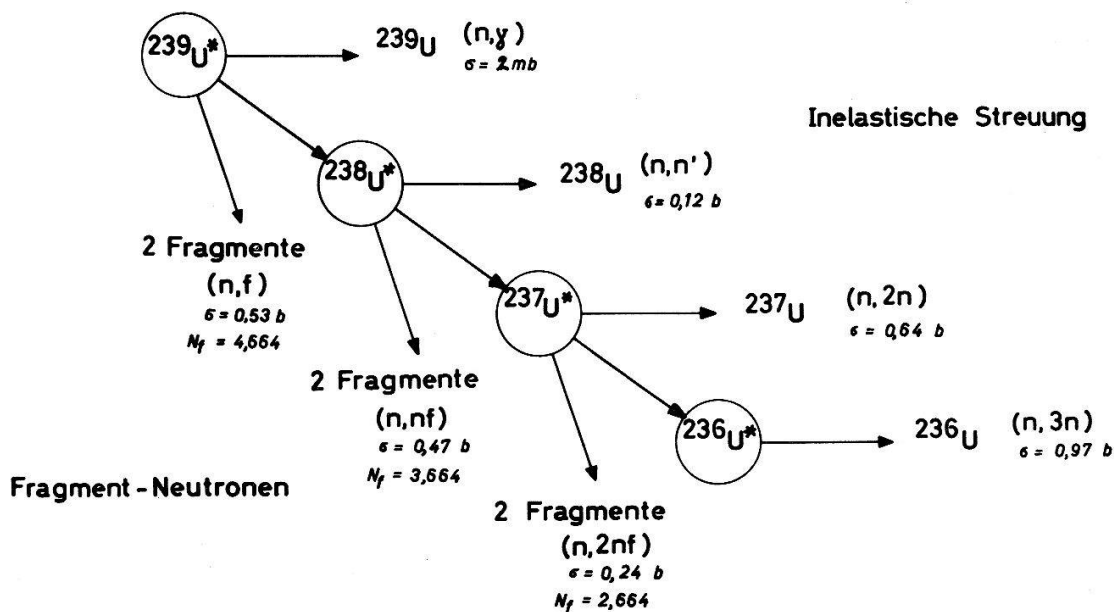 239U* 239U (n,γ)
σ = 2mb
Inelastische Streuung
238U* 238U (n,n')
σ = 0,12 b
2 Fragmente
(n,f)
σ = 0,53 b
Nf = 4,664
237U* 237U (n, 2n)
σ = 0,64 b
2 Fragmente
(n,nf)
σ = 0,47 b
Nf = 3,664
236U* 236U (n, 3n)
σ = 0,97 b
Fragment - Neutronen
2 Fragmente
(n, 2nf)
σ = 0,24 b
Nf = 2,664